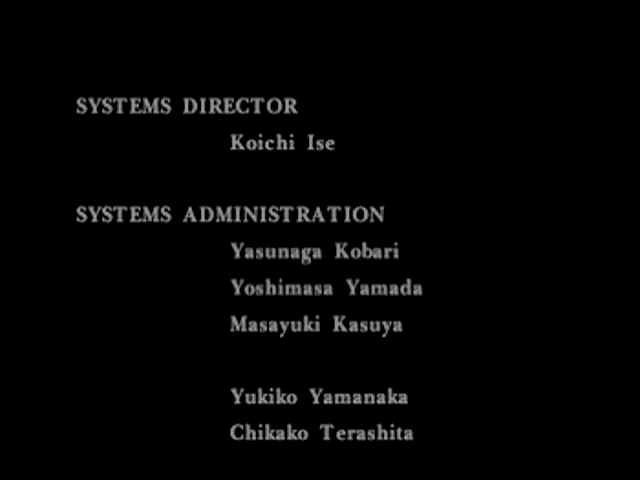 SYSTEMS DIRECTOR
Koichi Ise
SYSTEMS ADMINISTRATION
Yasunaga Kobari
Yoshimasa Yamada
Masayuki Kasuya
Yukiko Yamanaka
Chikako Terashita